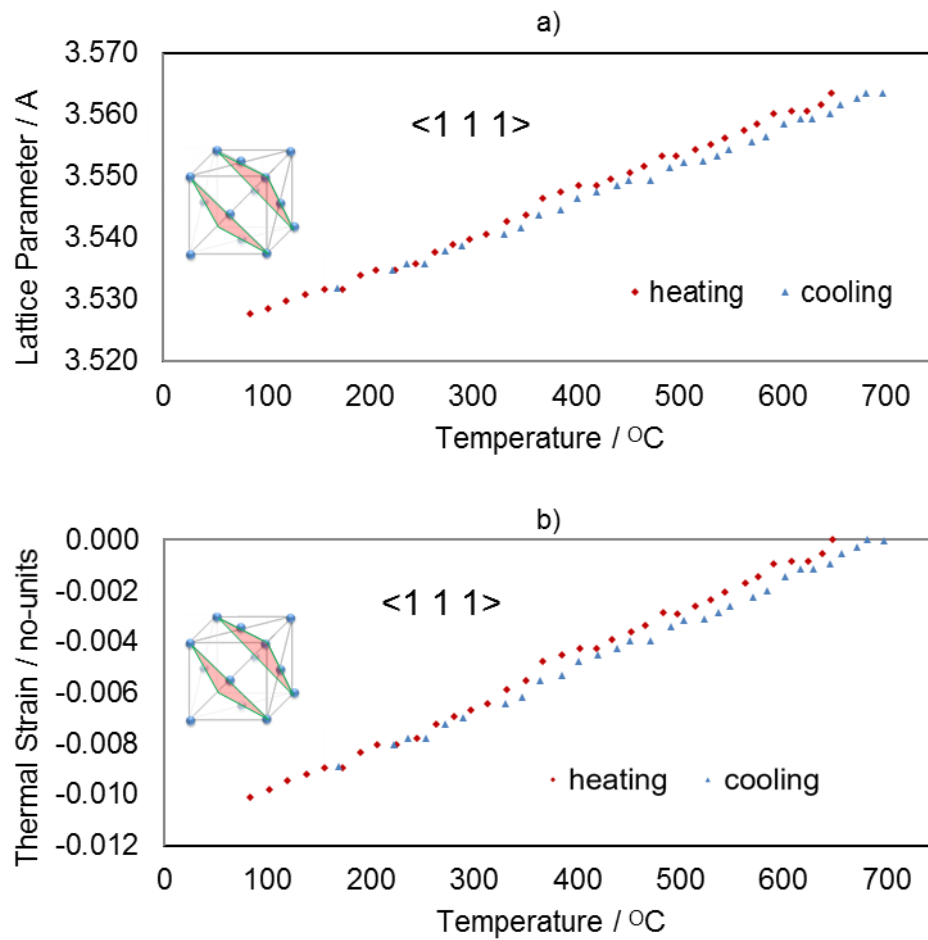 a)
Lattice Parameter / A
3.570
3.560
3.550
3.540
3.530
3.520
<1 1 1>
heating
cooling
0 100 200 300 400 500 600 700
Temperature / ᴼC
b)
Thermal Strain / no-units
0.000
-0.002
-0.004
-0.006
-0.008
-0.010
-0.012
<1 1 1>
heating
cooling
0 100 200 300 400 500 600 700
Temperature / ᴼC